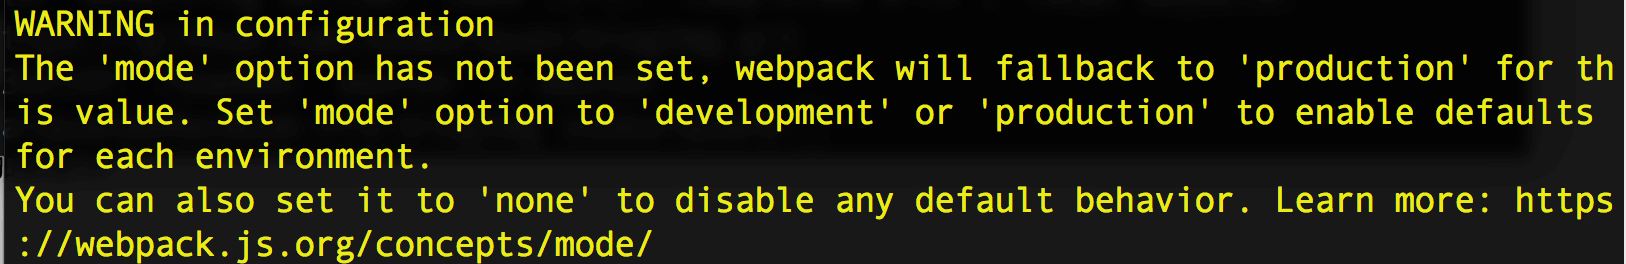 WARNING in configuration
The 'mode' option has not been set, webpack will fallback to 'production' for th
is value. Set 'mode' option to 'development' or 'production' to enable defaults
for each environment.
You can also set it to 'none' to disable any default behavior. Learn more: https
://webpack.js.org/concepts/mode/